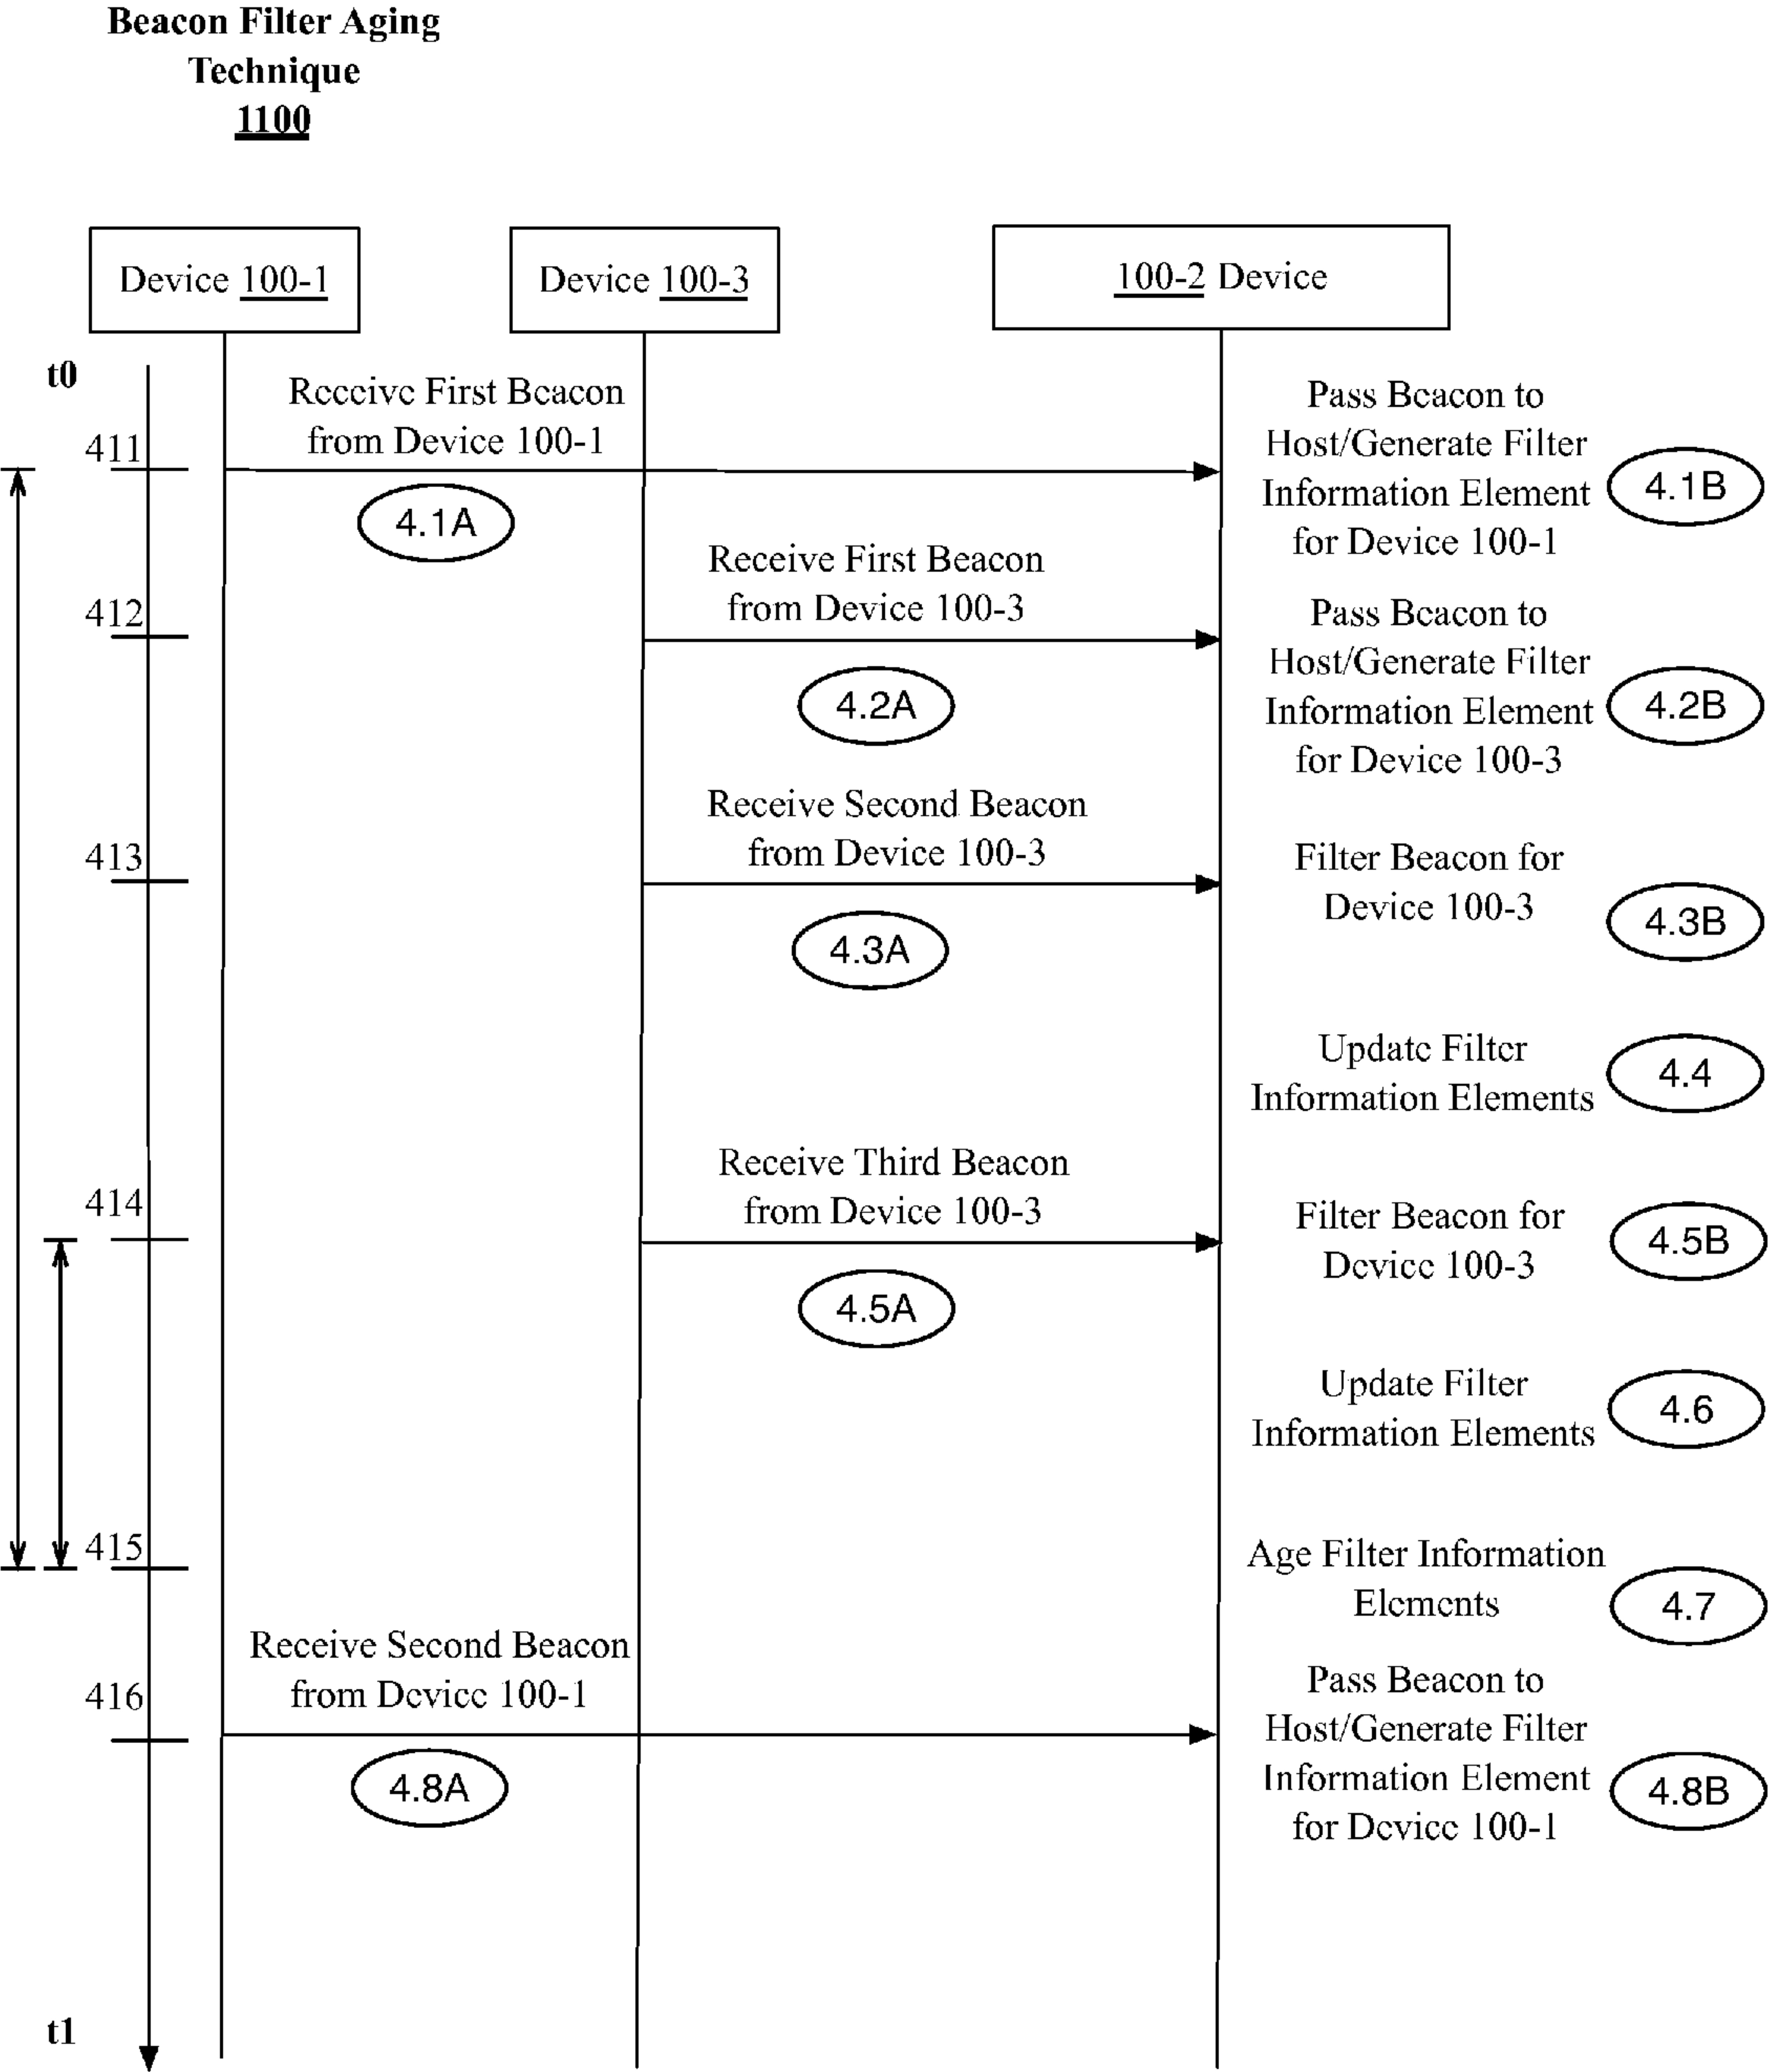 Beacon Filter Aging
Technique
1100
Device 100-1
Device 100-3
100-2 Device
t0
Receive First Beacon
from Device 100-1
411
4.1A
Pass Beacon to
Host/Generate Filter
Information Element
for Device 100-1
4.1B
Receive First Beacon
from Device 100-3
412
4.2A
Pass Beacon to
Host/Generate Filter
Information Element
for Device 100-3
4.2B
Receive Second Beacon
from Device 100-3
413
4.3A
Filter Beacon for
Device 100-3
4.3B
Update Filter
Information Elements
4.4
Receive Third Beacon
from Device 100-3
414
4.5A
Filter Beacon for
Device 100-3
4.5B
Update Filter
Information Elements
4.6
415
Age Filter Information
Elements
4.7
Receive Second Beacon
from Device 100-1
416
4.8A
Pass Beacon to
Host/Generate Filter
Information Element
for Device 100-1
4.8B
t1